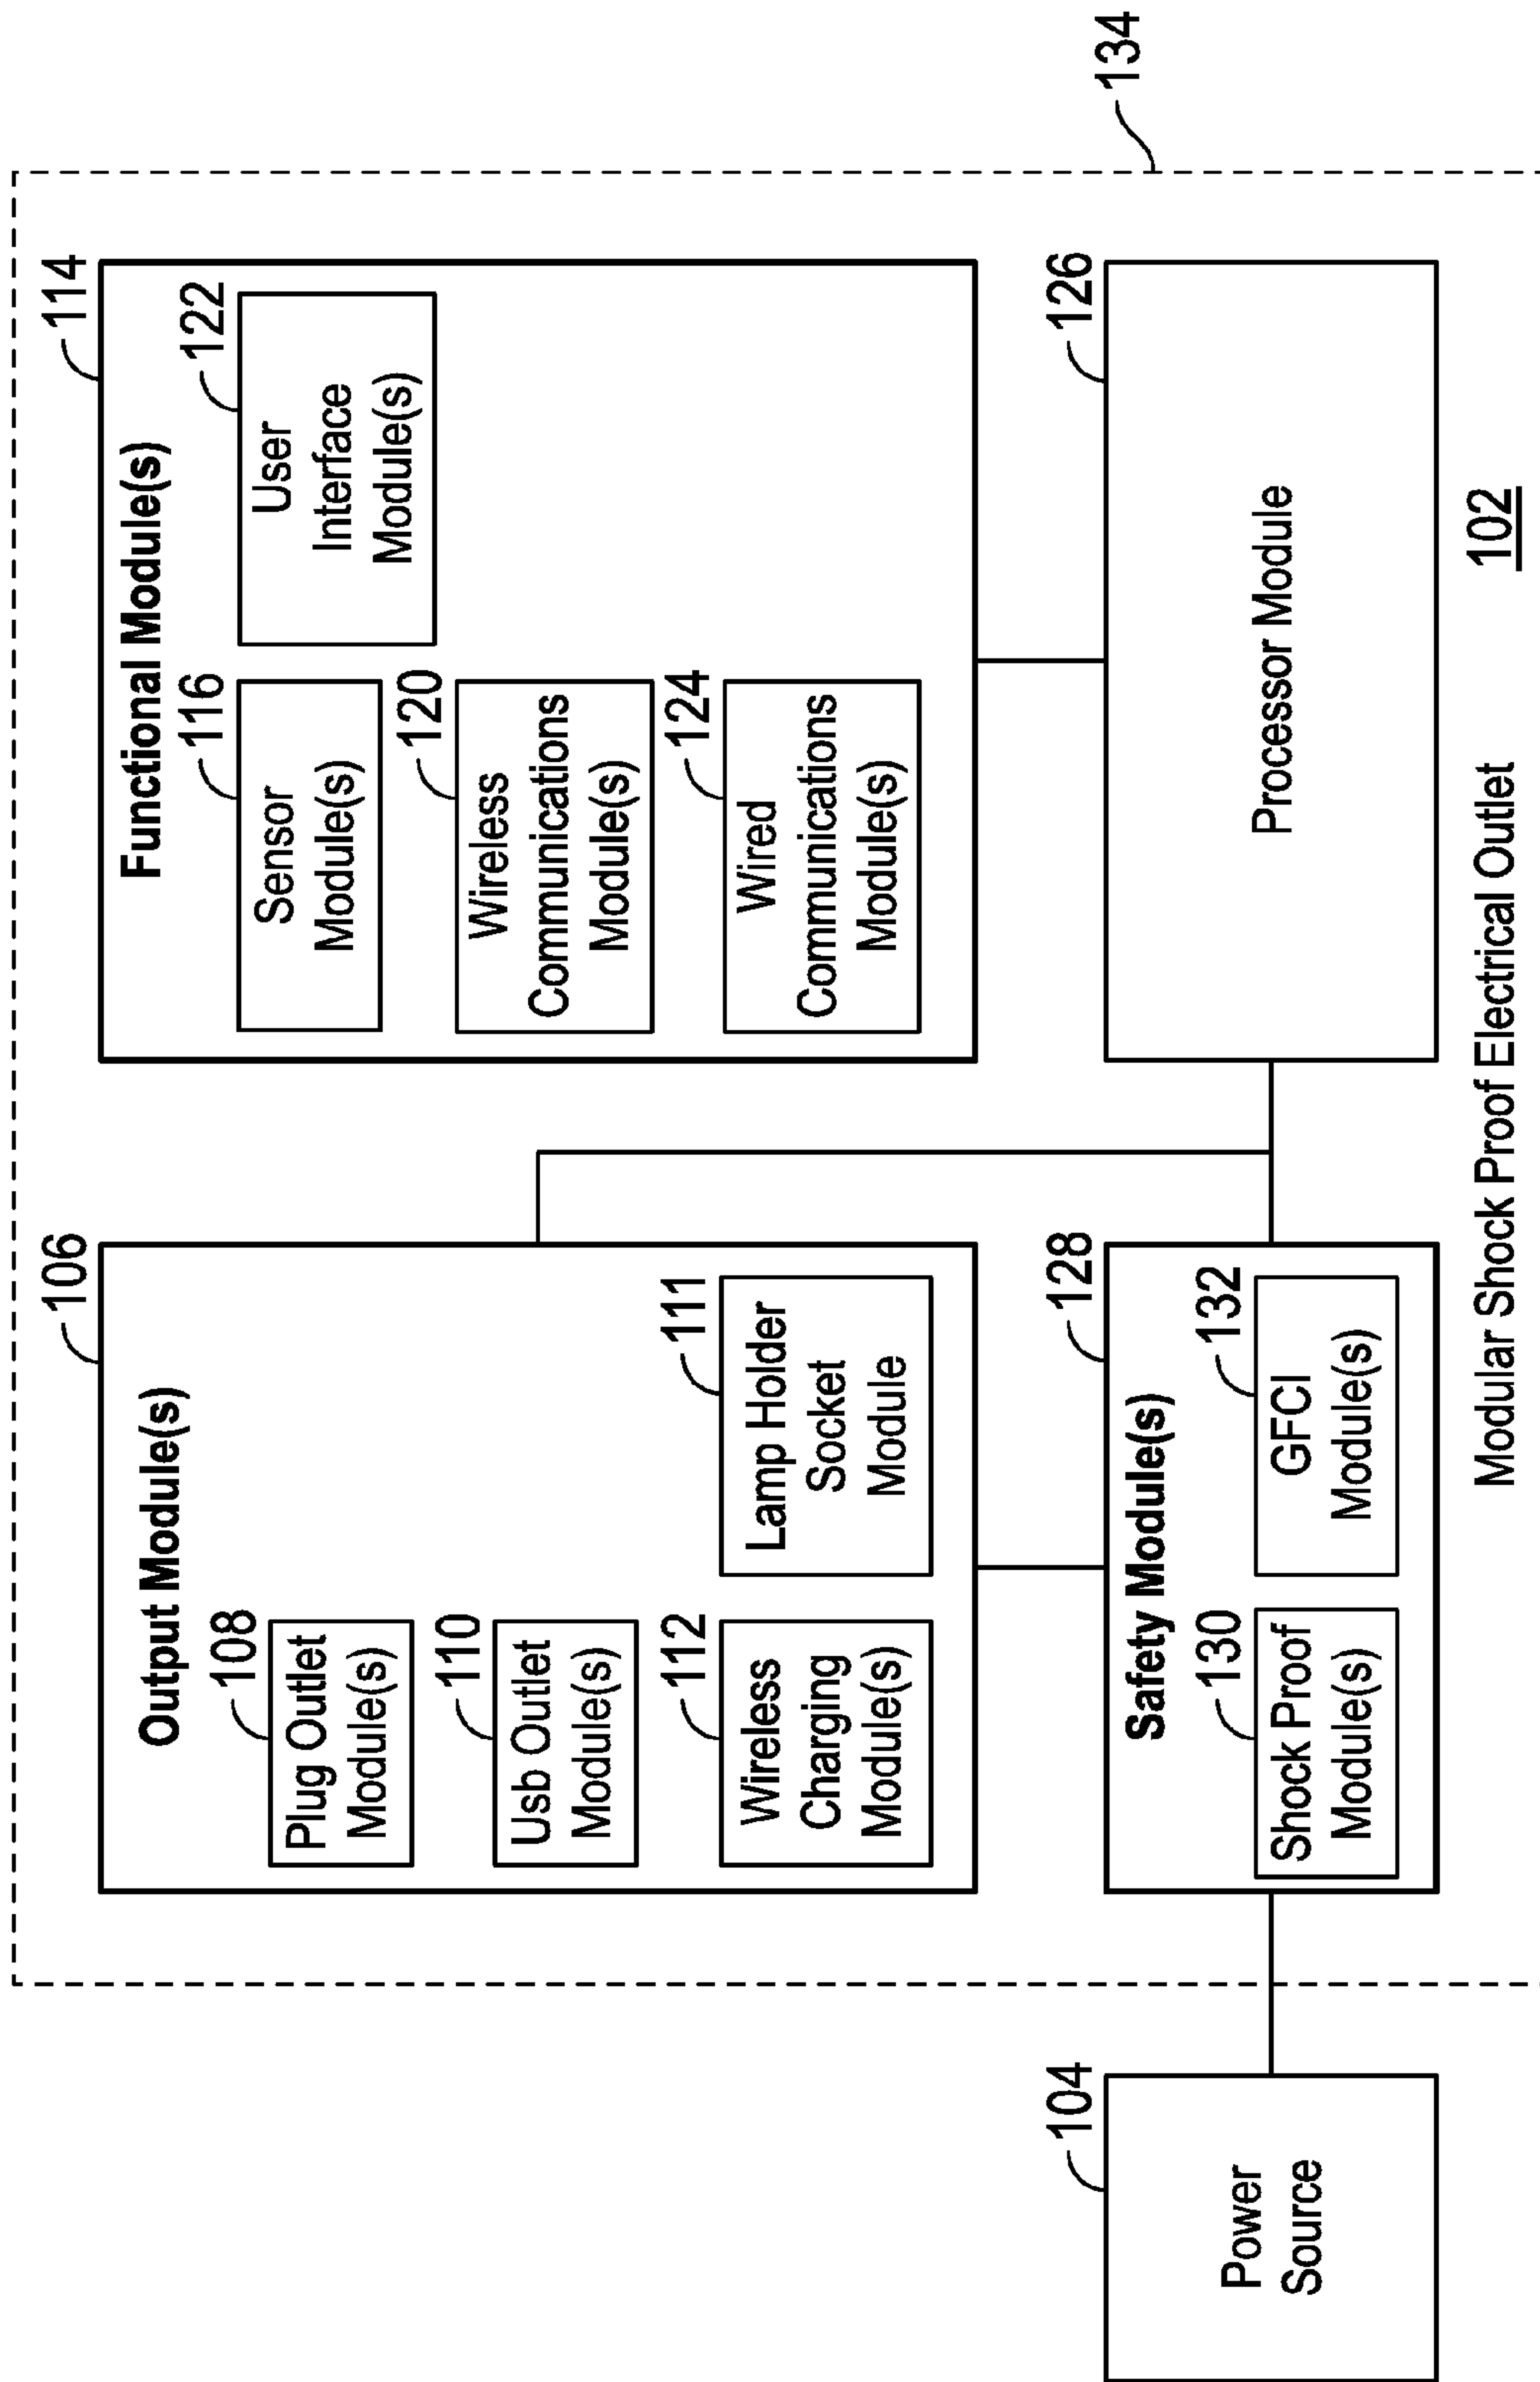 134
106
Output Module(s)
108
Plug Outlet
Module(s)
110
Usb Outlet
Module(s)
112
Wireless
Charging
Module(s)
111
Lamp Holder
Socket
Module
114
Functional Module(s)
116
Sensor
Module(s)
122
User
Interface
Module(s)
120
Wireless
Communications
Module(s)
124
Wired
Communications
Module(s)
104
Power
Source
128
Safety Module(s)
130
Shock Proof
Module(s)
132
GFCI
Module(s)
126
Processor Module
Modular Shock Proof Electrical Outlet
102